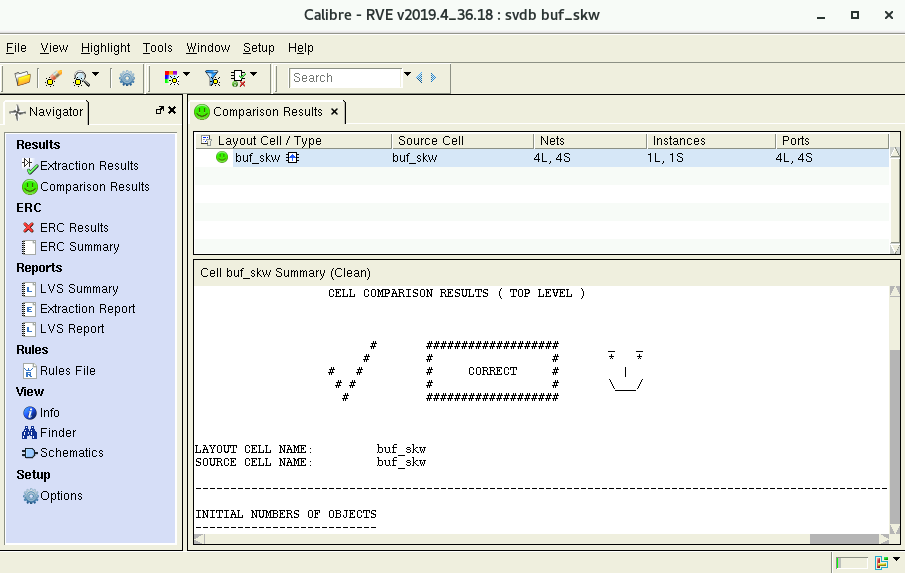 Calibre - RVE v2019.4_36.18 : svdb buf_skw
File View Highlight Tools Window Setup Help
Search
Navigator
Comparison Results
Results
Extraction Results
Comparison Results
ERC
ERC Results
ERC Summary
Reports
LVS Summary
Extraction Report
LVS Report
Rules
Rules File
View
Info
Finder
Schematics
Setup
Options
Layout Cell / Type Source Cell Nets Instances Ports
buf_skw buf_skw 4L, 4S 1L, 1S 4L, 4S
Cell buf_skw Summary (Clean)
CELL COMPARISON RESULTS ( TOP LEVEL )
# ################### _ _
# # # * *
# # # CORRECT # |
# # # # \___/
# ###################
LAYOUT CELL NAME: buf_skw
SOURCE CELL NAME: buf_skw
---------------------------------------------------------------------------------------------------
INITIAL NUMBERS OF OBJECTS
--------------------------